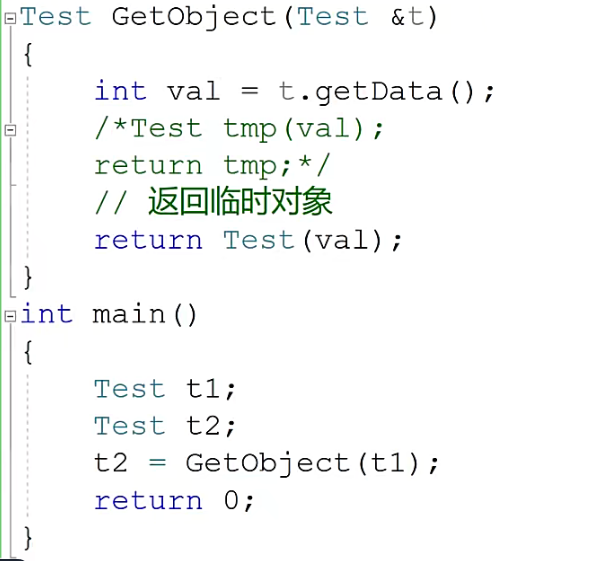 Test GetObject(Test &t)
{
    int val = t.getData();
    /*Test tmp(val);
    return tmp;*/
    // 返回临时对象
    return Test(val);
}
int main()
{
    Test t1;
    Test t2;
    t2 = GetObject(t1);
    return 0;
}